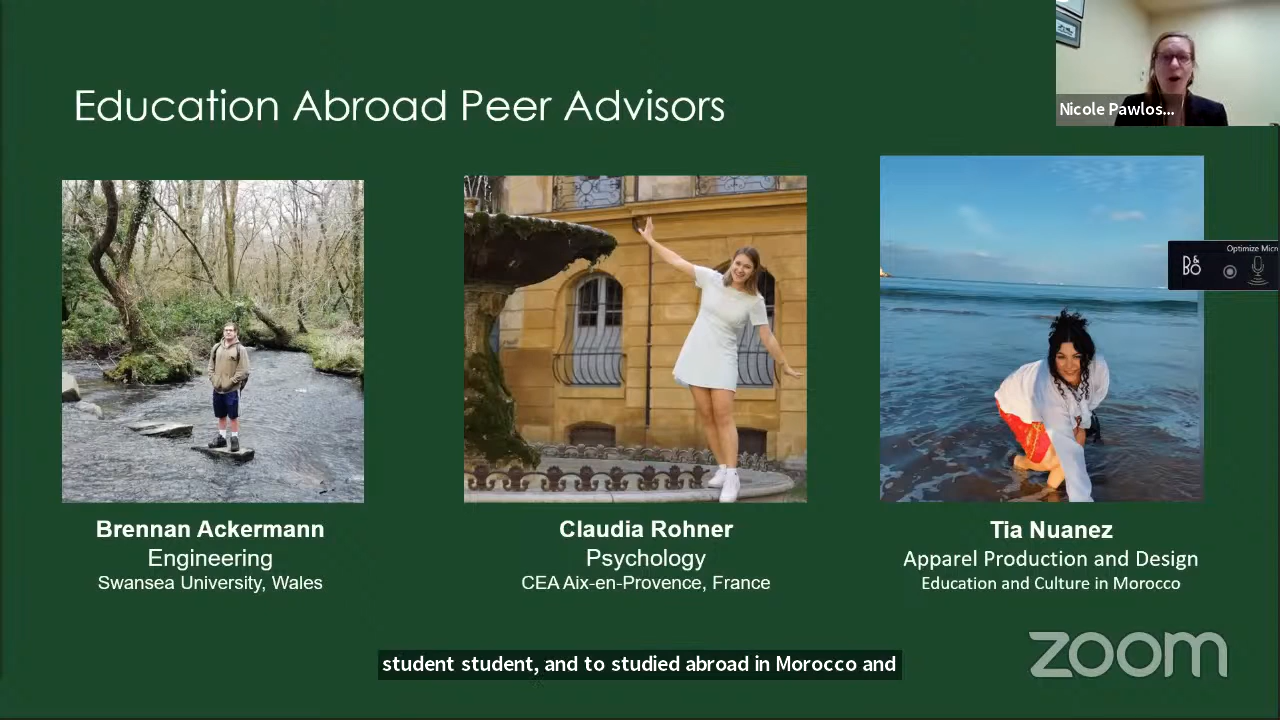 Education Abroad Peer Advisors
Nicole Pawlos...
Optimize Micr
B&O
Brennan Ackermann
Engineering
Swansea University, Wales
Claudia Rohner
Psychology
CEA Aix-en-Provence, France
Tia Nuanez
Apparel Production and Design
Education and Culture in Morocco
student student, and to studied abroad in Morocco and
zoom